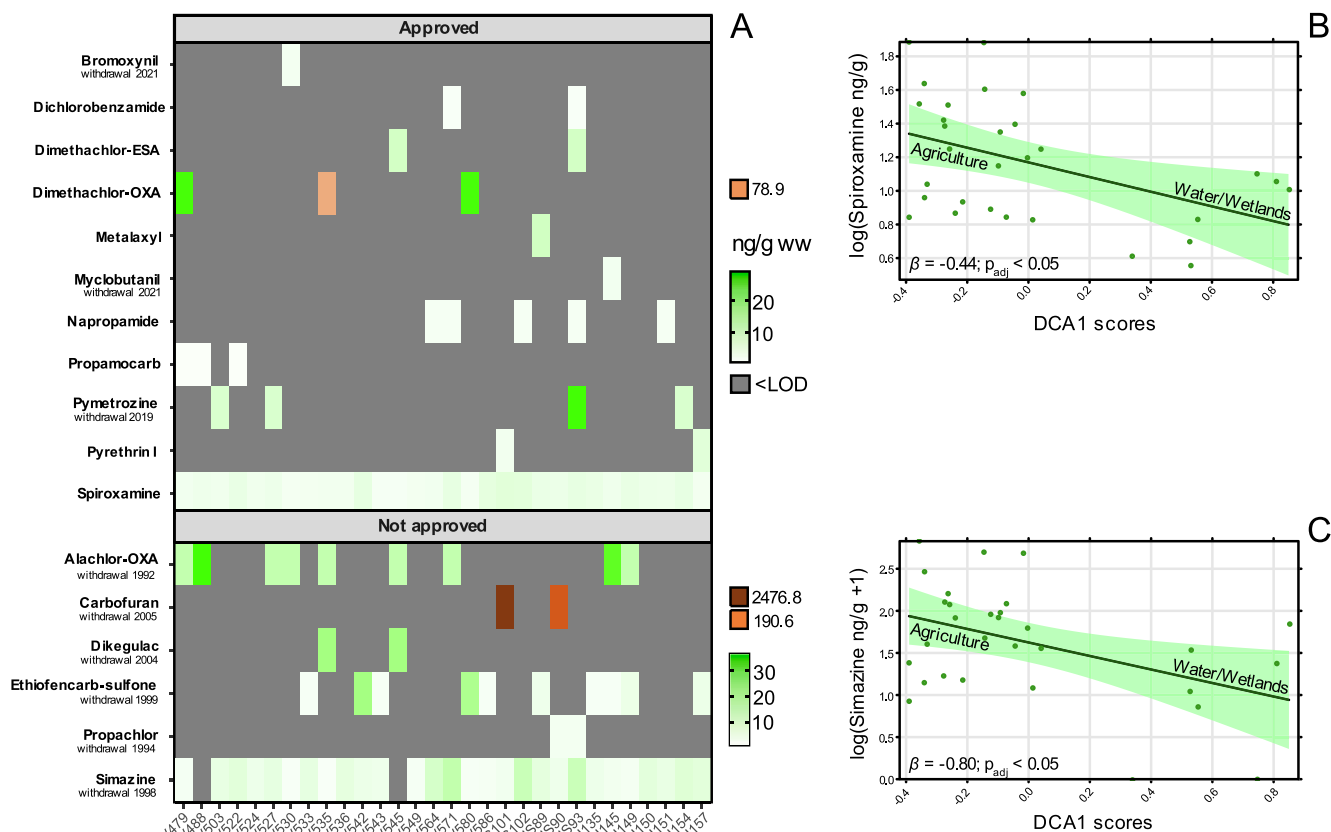 A
Approved
Bromoxynil
withdrawal 2021
Dichlorobenzamide
Dimethachlor-ESA
Dimethachlor-OXA
Metalaxyl
Myclobutanil
withdrawal 2021
Napropamide
Propamocarb
Pymetrozine
withdrawal 2019
Pyrethrin I
Spiroxamine
Not approved
Alachlor-OXA
withdrawal 1992
Carbofuran
withdrawal 2005
Dikegulac
withdrawal 2004
Ethiofencarb-sulfone
withdrawal 1999
Propachlor
withdrawal 1994
Simazine
withdrawal 1998
78.9
ng/g ww
20
10
<LOD
2476.8
190.6
30
20
10
B
log(Spiroxamine ng/g)
1.8
1.6
1.4
1.2
1.0
0.8
0.6
Agriculture
Water/Wetlands
β = -0.44; padj < 0.05
-0.4 -0.2 0.0 0.2 0.4 0.6 0.8
DCA1 scores
C
log(Simazine ng/g +1)
2.5
2.0
1.5
1.0
0.5
0.0
Agriculture
Water/Wetlands
β = -0.80; padj < 0.05
-0.4 -0.2 0.0 0.2 0.4 0.6 0.8
DCA1 scores